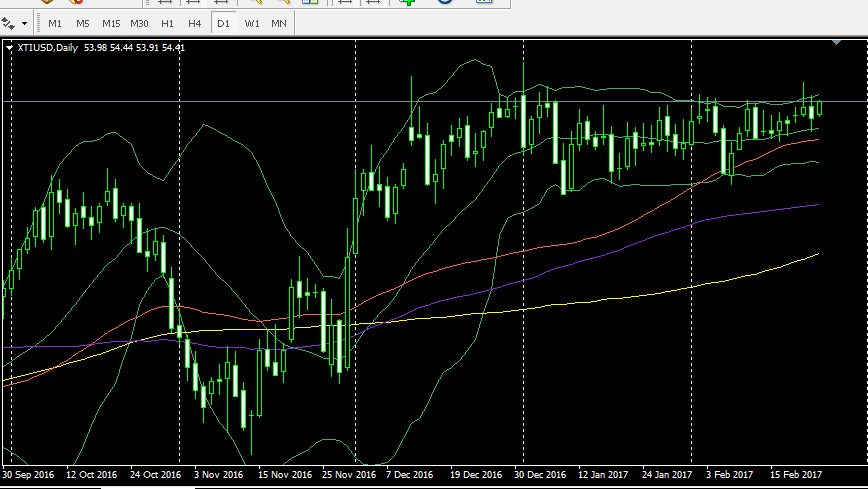 M1 M5 M15 M30 H1 H4 D1 W1 MN
XTIUSD,Daily 53.98 54.44 53.91 54.41
30 Sep 2016 12 Oct 2016 24 Oct 2016 3 Nov 2016 15 Nov 2016 25 Nov 2016 7 Dec 2016 19 Dec 2016 30 Dec 2016 12 Jan 2017 24 Jan 2017 3 Feb 2017 15 Feb 2017